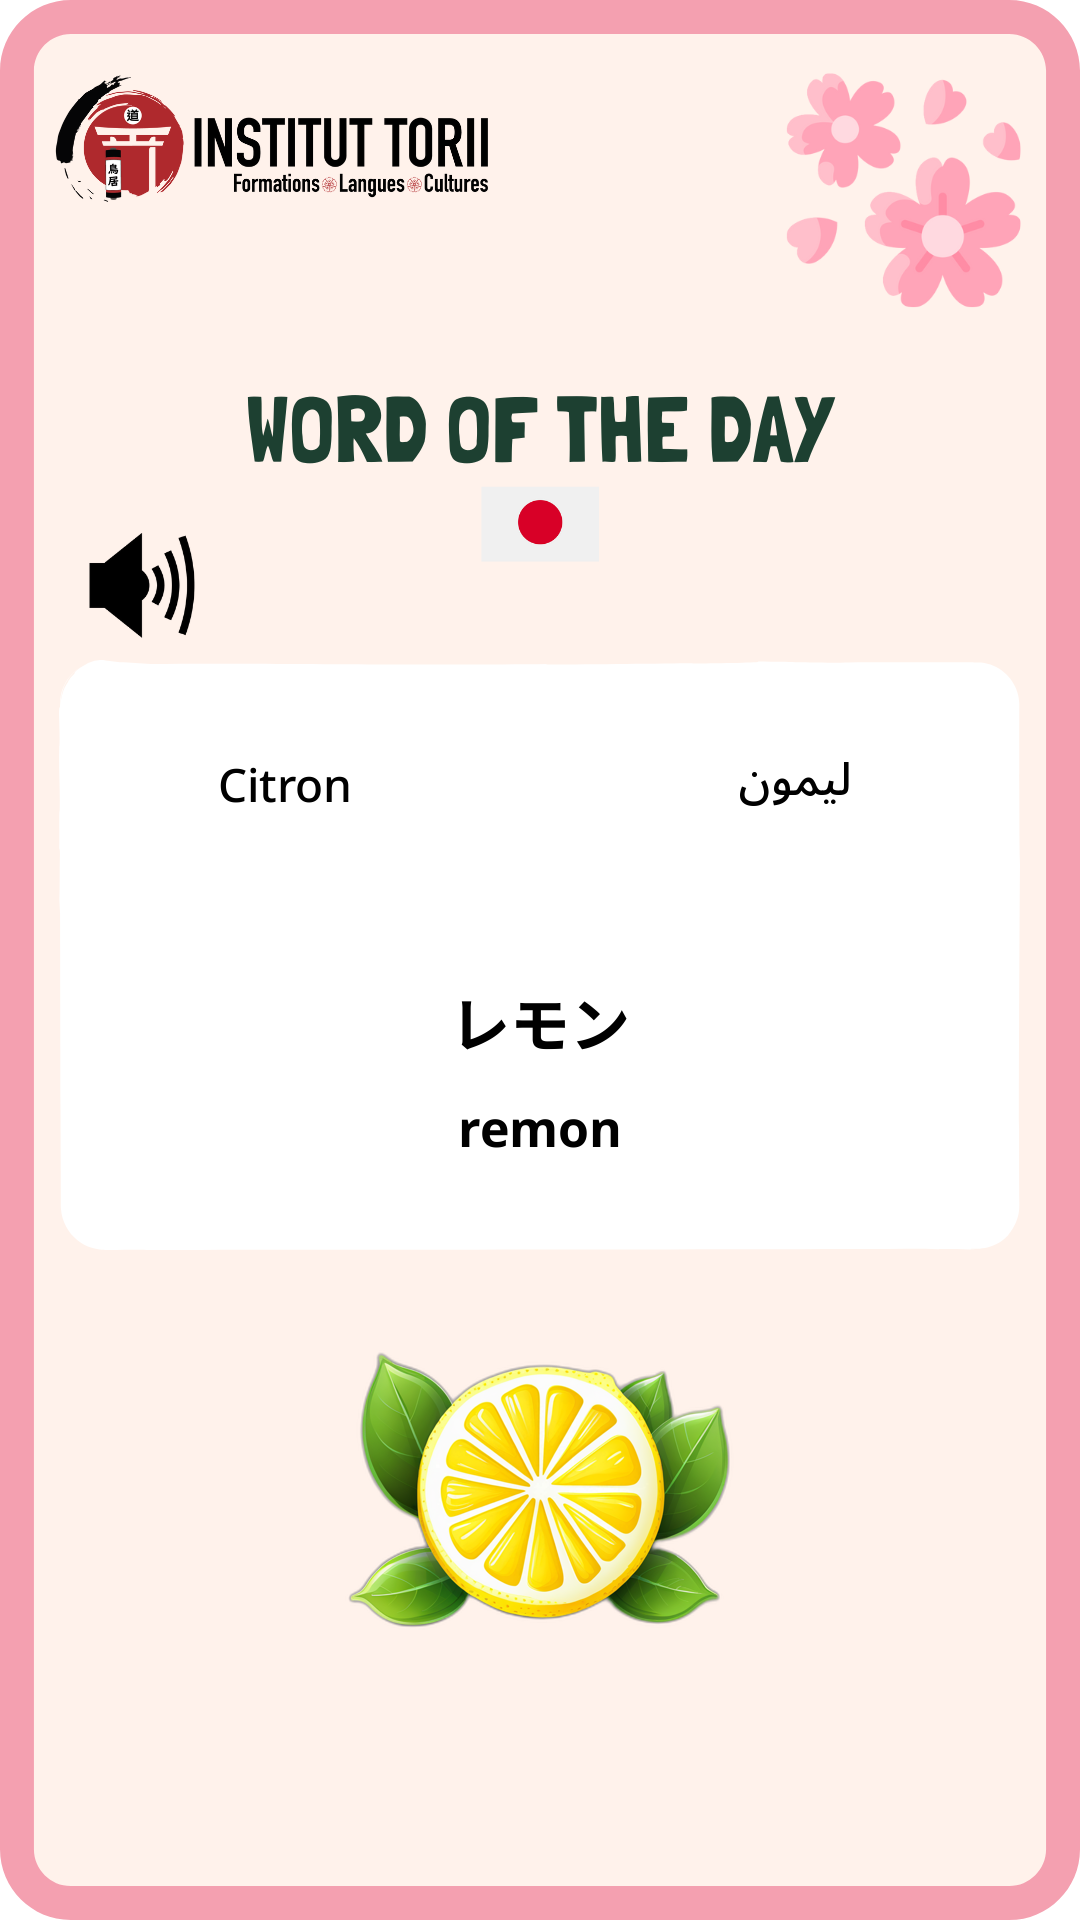 道
鳥居
INSTITUT TORII
Formations Langues Cultures
WORD OF THE DAY
Citron
ليمون
レモン
remon